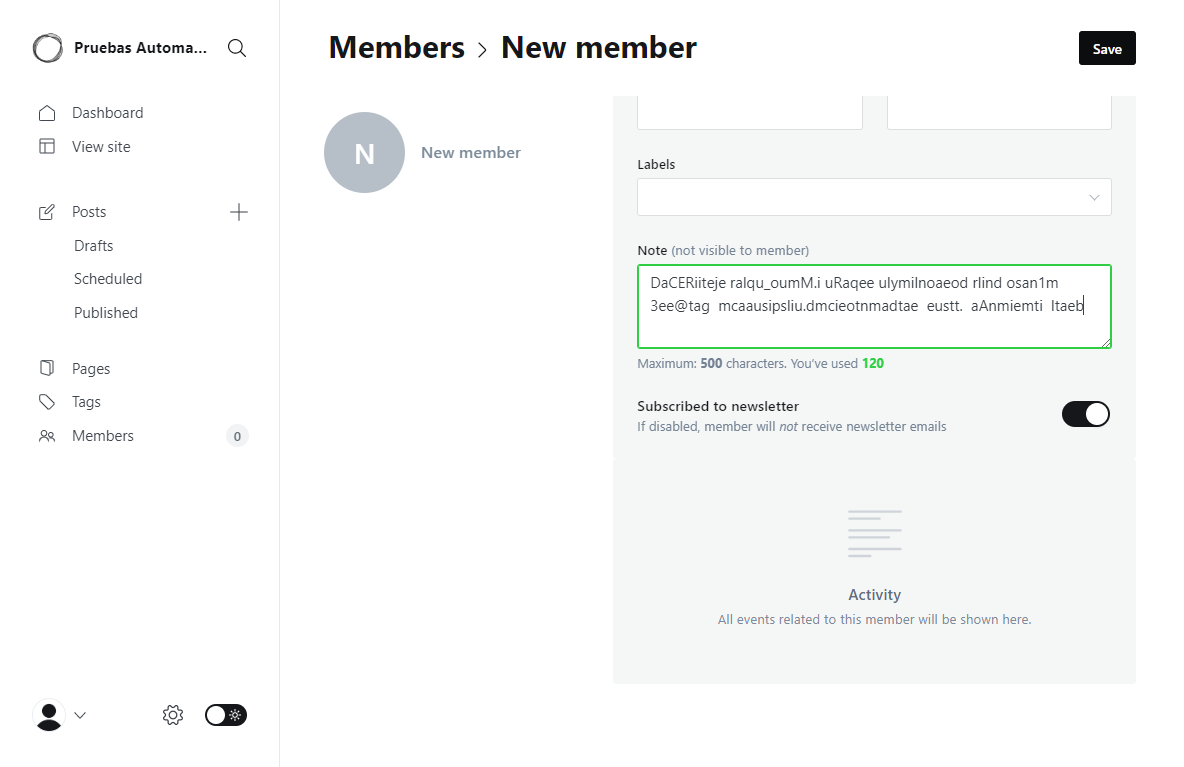 Pruebas Automa...
Members > New member
Save
Dashboard
View site
Posts
Drafts
Scheduled
Published
Pages
Tags
Members
0
N
New member
Labels
Note (not visible to member)
DaCERiiteje ralqu_oumM.i uRaqee ulymilnoaeod rlind osan1m
3ee@tag mcaausipsliu.dmcieotnmadtae eustt. aAnmiemti ltaeb
Maximum: 500 characters. You've used 120
Subscribed to newsletter
If disabled, member will not receive newsletter emails
Activity
All events related to this member will be shown here.